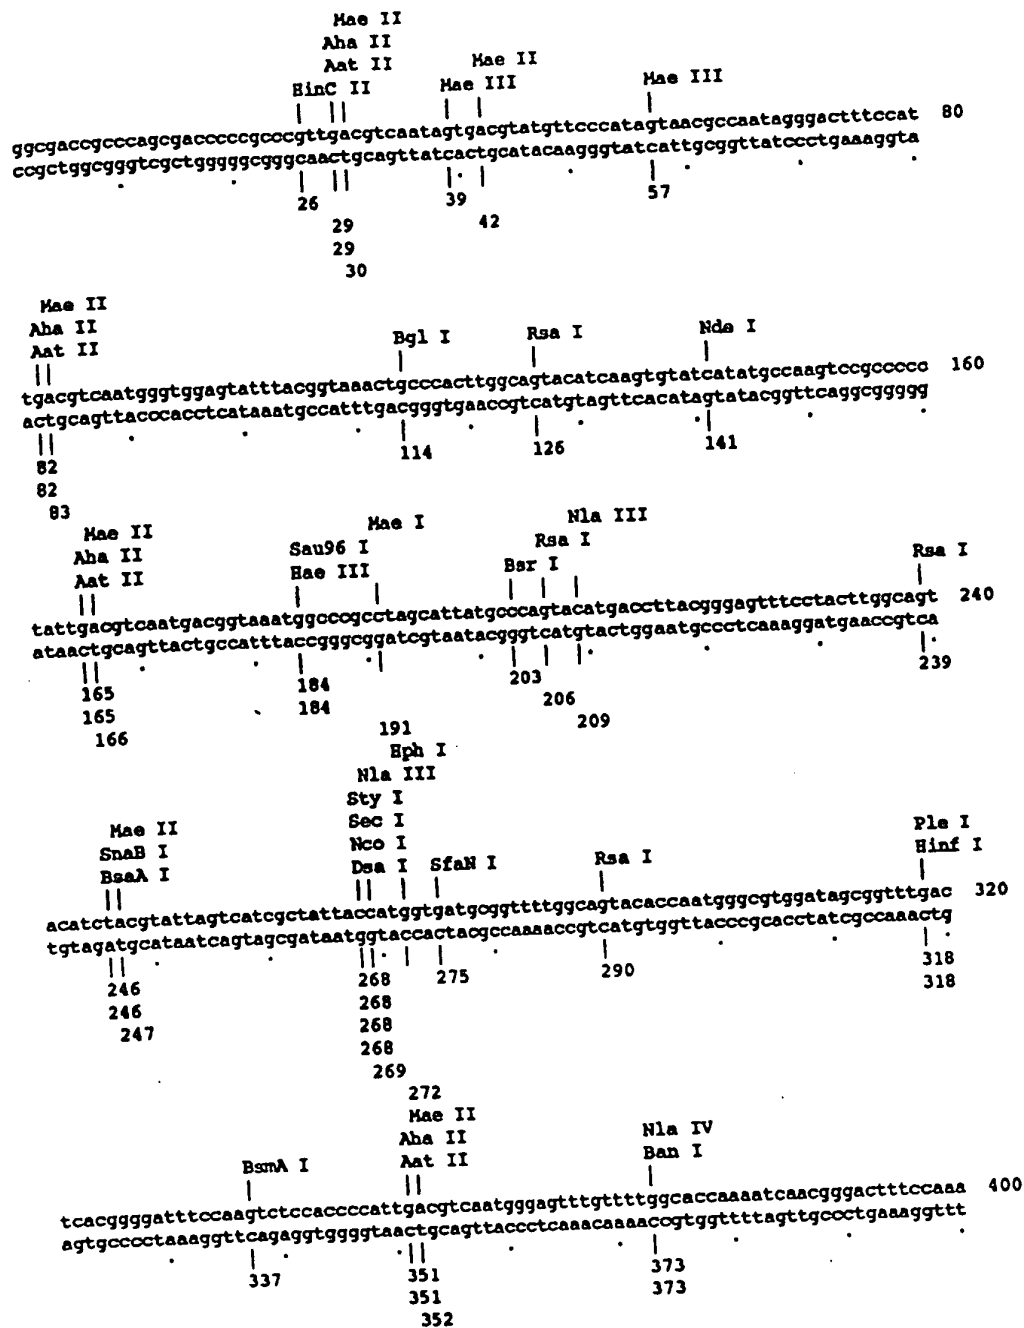 Mae II
Aha II
Aat II Mae II
HinC II Mae III Mae III
ggcgaccgcccagcgacccccgcccgttgacgtcaatagtgacgtatgttcccatagtaacgccaatagggactttccat 80
ccgctggcgggtcgctgggggcgggcaactgcagttatcactgcatacaagggtatcattgcggttatccctgaaaggta
26 39 57
29 42
29
30
Mae II
Aha II
Aat II Bgl I Rsa I Nde I
tgacgtcaatgggtggagtatttacggtaaactgcccacttggcagtacatcaagtgtatcatatgccaagtccgccccc 160
actgcagttacccacctcataaatgccatttgacgggtgaaccgtcatgtagttcacatagtatacggttcaggcggggg
82 114 126 141
82
83
Mae II Mae I Nla III
Aha II Sau96 I Rsa I
Aat II Hae III Bsr I Rsa I
tattgacgtcaatgacggtaaatggcccgcctagcattatgcccagtacatgaccttacgggagtttcctacttggcagt 240
ataactgcagttactgccatttaccgggcggatcgtaatacgggtcatgtactggaatgccctcaaaggatgaaccgtca
165 184 203 239
165 184 206
166 191 209
Hph I
Nla III
Sty I
Mae II Sec I
SnaB I Nco I Ple I
BsaA I Dsa I SfaN I Rsa I Hinf I
acatctacgtattagtcatcgctattaccatggtgatgcggttttggcagtacaccaatgggcgtggatagcggtttgac 320
tgtagatgcataatcagtagcgataatggtaccactacgccaaaaccgtcatgtggttacccgcacctatcgccaaactg
246 268 275 290 318
246 268 318
247 268
268
269
272
Mae II
Aha II Nla IV
BsmA I Aat II Ban I
tcacggggatttccaagtctccaccccattgacgtcaatgggagtttgttttggcaccaaaatcaacgggactttccaaa 400
agtgcccctaaaggttcagaggtggggtaactgcagttaccctcaaacaaaaccgtggttttagttgccctgaaaggttt
337 351 373
351 373
352